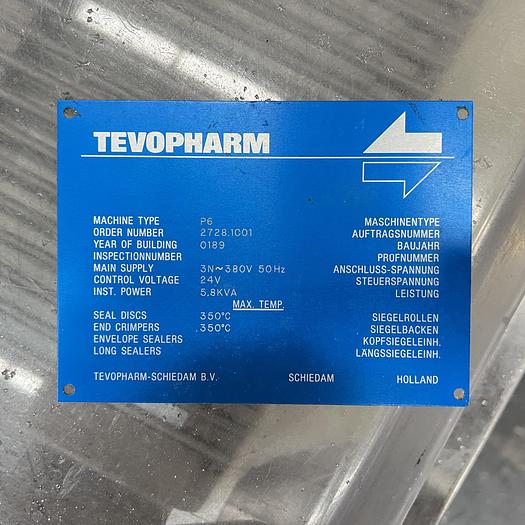 TEVOPHARM
MACHINE TYPE P6 MASCHINENTYPE
ORDER NUMBER 2728.1001 AUFTRAGSNUMMER
YEAR OF BUILDING 0189 BAUJAHR
INSPECTIONNUMBER PROFNUMMER
MAIN SUPPLY 3N~380V 50Hz ANSCHLUSS-SPANNUNG
CONTROL VOLTAGE 24V STEUERSPANNUNG
INST. POWER 5.8KVA LEISTUNG
MAX. TEMP.
SEAL DISCS 350°C SIEGELROLLEN
END CRIMPERS 350°C SIEGELBACKEN
ENVELOPE SEALERS KOPFSIEGELEINH.
LONG SEALERS LÄNGSSIEGELEINH.
TEVOPHARM-SCHIEDAM B.V. SCHIEDAM HOLLAND